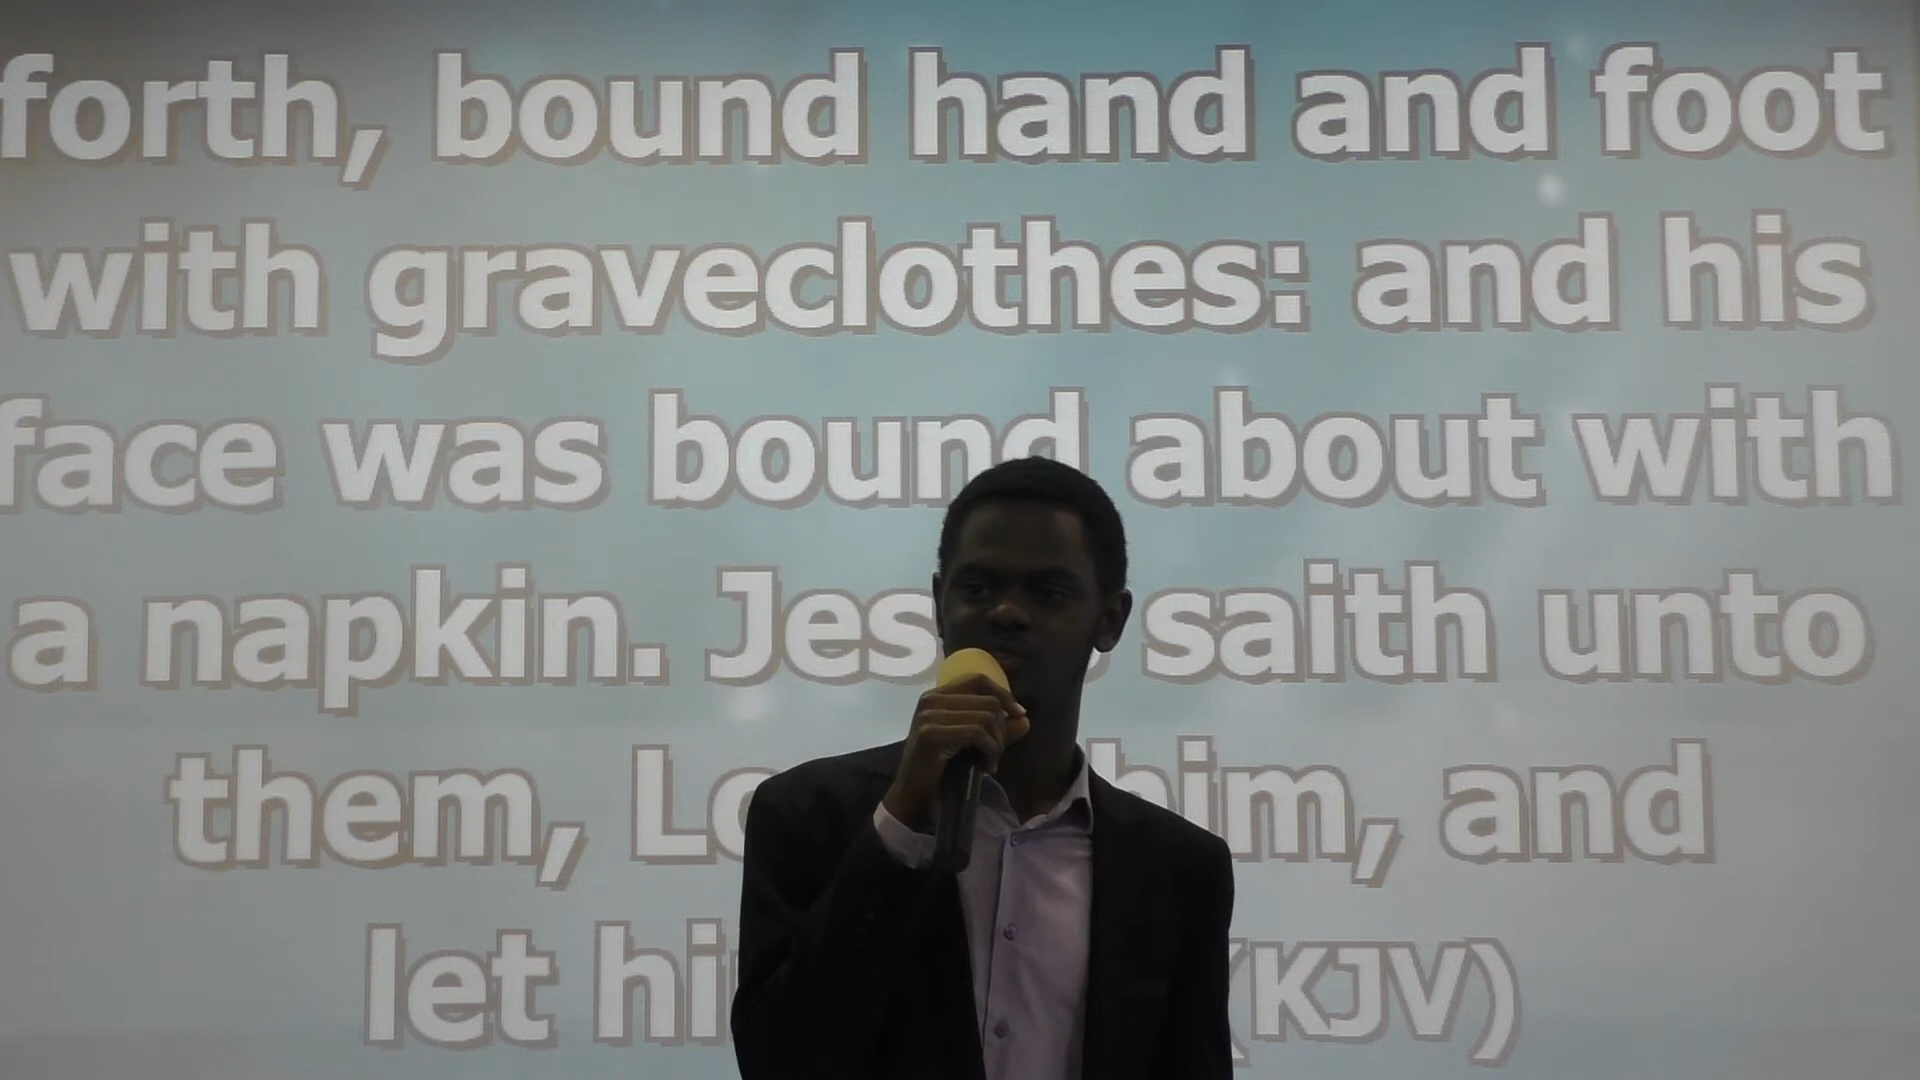 forth, bound hand and foot
with graveclothes: and his
face was bound about with
a napkin. saith unto
them, him, and
let (KJV)